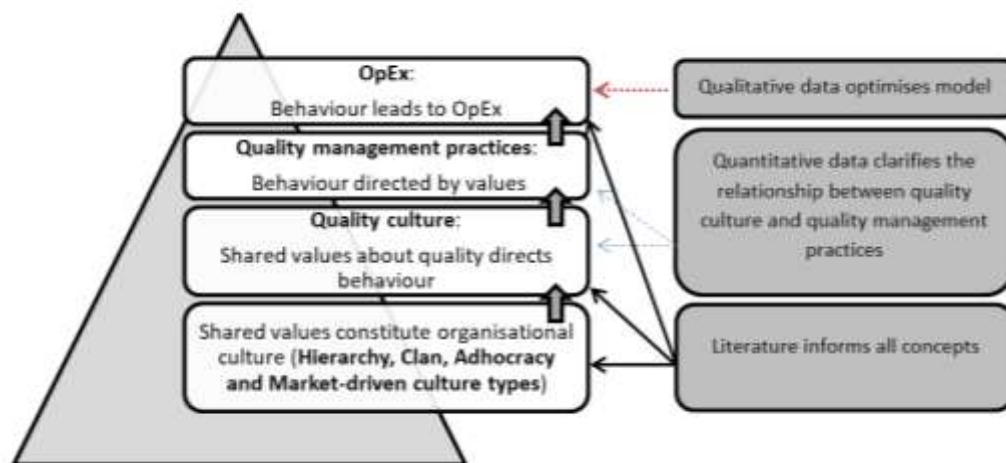 OpEx:
Behaviour leads to OpEx
Quality management practices:
Behaviour directed by values
Quality culture:
Shared values about quality directs
behaviour
Shared values constitute organisational
culture (Hierarchy, Clan, Adhocracy
and Market-driven culture types)
Qualitative data optimises model
Quantitative data clarifies the
relationship between quality
culture and quality management
practices
Literature informs all concepts